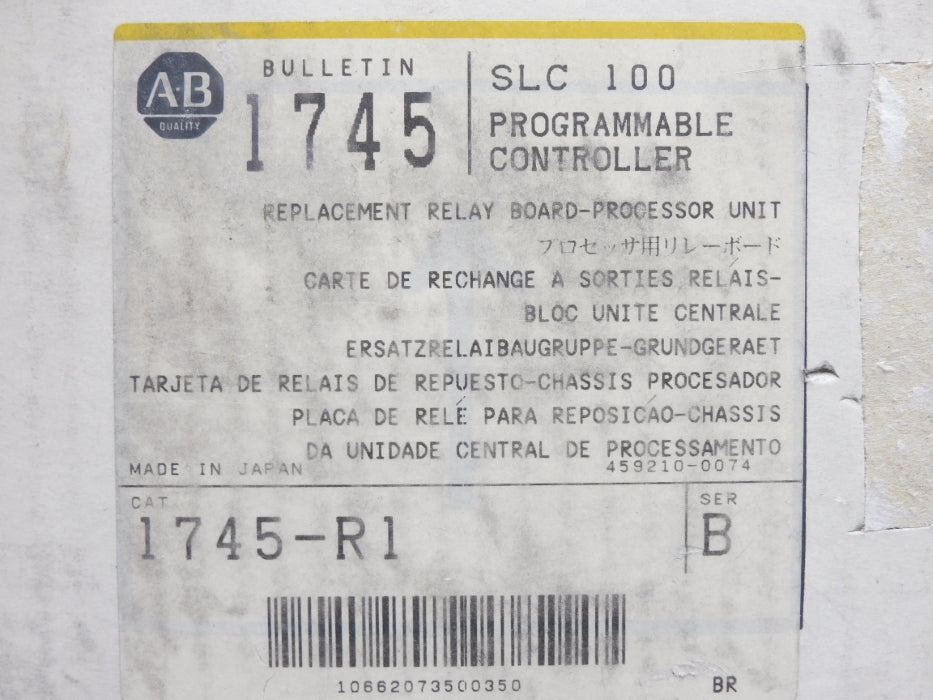 A·B
QUALITY
BULLETIN
1745
SLC 100
PROGRAMMABLE
CONTROLLER
REPLACEMENT RELAY BOARD-PROCESSOR UNIT
プロセッサ用リレーボード
CARTE DE RECHANGE A SORTIES RELAIS-
BLOC UNITE CENTRALE
ERSATZRELAIBAUGRUPPE-GRUNDGERAET
TARJETA DE RELAIS DE REPUESTO-CHASSIS PROCESADOR
PLACA DE RELÉ PARA REPOSICAO-CHASSIS
DA UNIDADE CENTRAL DE PROCESSAMENTO
MADE IN JAPAN
459210-0074
CAT
1745-R1
SER
B
10662073500350
BR